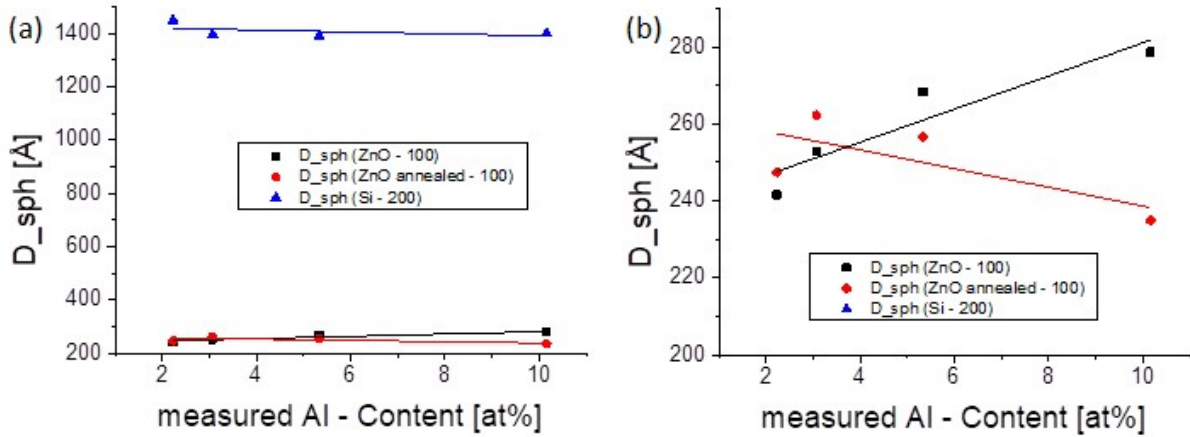 (a)
1400
1200
1000
800
600
400
200
D_sph [Å]
D_sph (ZnO - 100)
D_sph (ZnO annealed - 100)
D_sph (Si - 200)
2
4
6
8
10
measured Al - Content [at%]
(b)
280
260
240
220
200
D_sph [Å]
D_sph (ZnO - 100)
D_sph (ZnO annealed - 100)
D_sph (Si - 200)
2
4
6
8
10
measured Al - Content [at%]